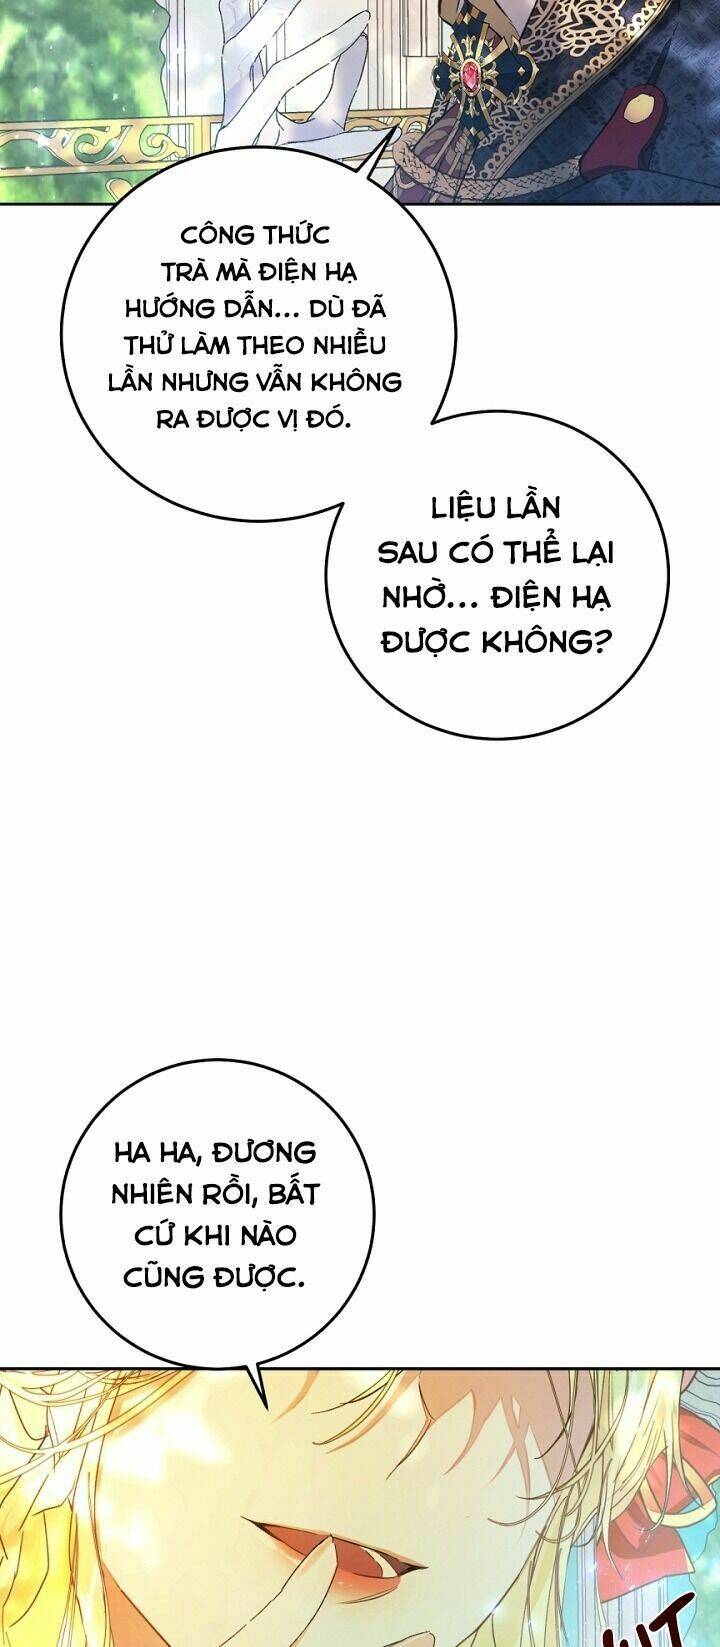 CÔNG THỨC
TRÀ MÀ ĐIỆN HẠ
HƯỚNG DẪN... DÙ ĐÃ
THỬ LÀM THEO NHIỀU
LẦN NHƯNG VẪN KHÔNG
RA ĐƯỢC VỊ ĐÓ.
LIỆU LẦN
SAU CÓ THỂ LẠI
NHỜ... ĐIỆN HẠ
ĐƯỢC KHÔNG?
HA HA, ĐƯƠNG
NHIÊN RỒI, BẤT
CỨ KHI NÀO
CŨNG ĐƯỢC.